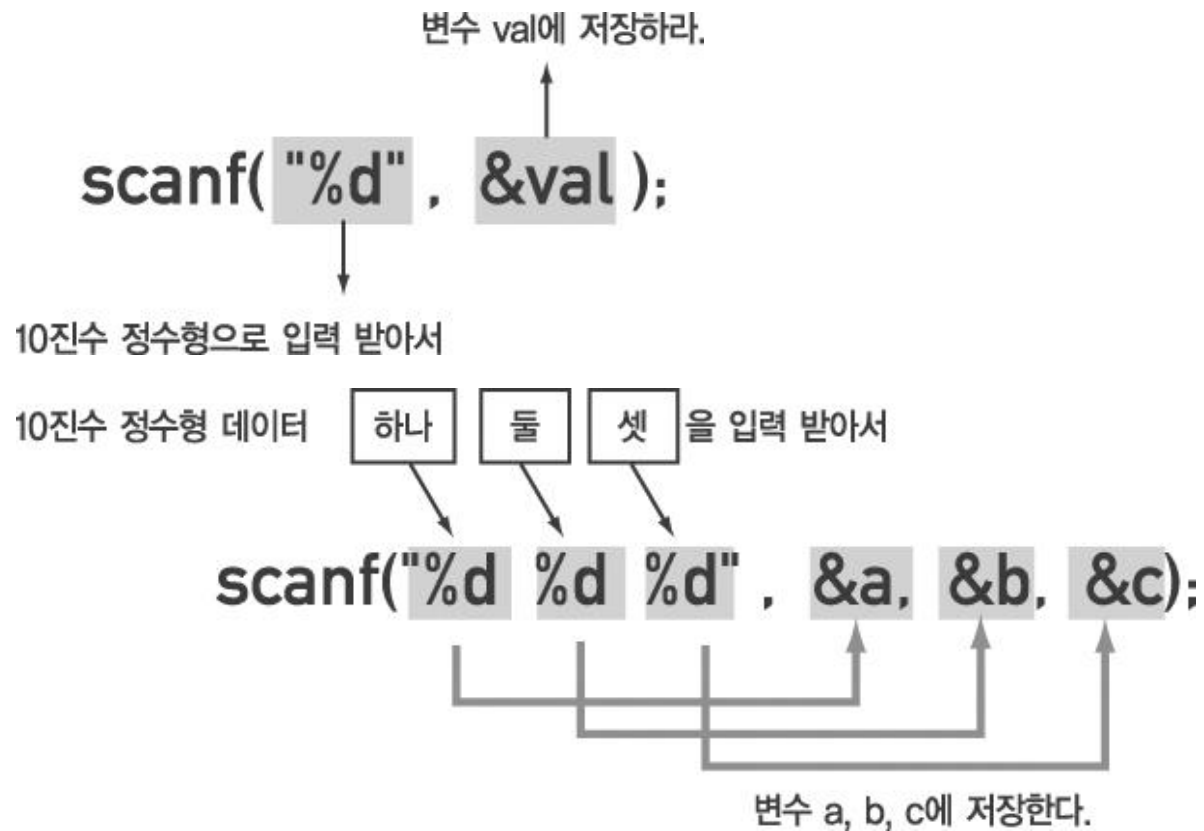 변수 val에 저장하라.
scanf( "%d" , &val );
10진수 정수형으로 입력 받아서
10진수 정수형 데이터 하나 둘 셋 을 입력 받아서
scanf("%d %d %d" , &a, &b, &c);
변수 a, b, c에 저장한다.